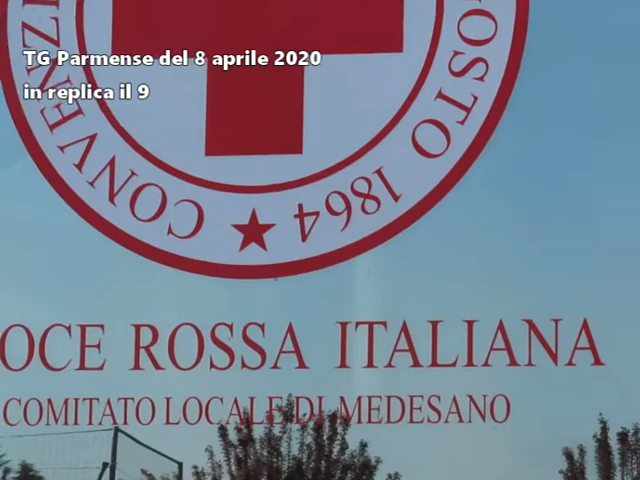 TG Parmense del 8 aprile 2020
in replica il 9
CONVENZI
OSTO 1864
OCE ROSSA ITALIANA
COMITATO LOCALE DI MEDESANO